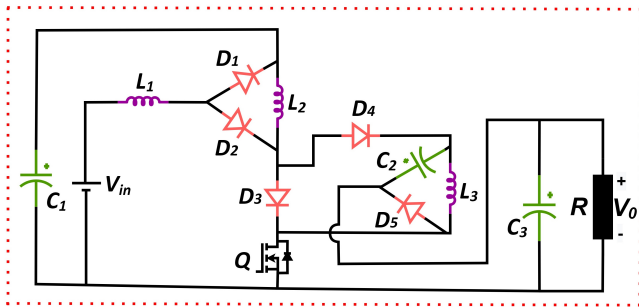 D1
L1
L2
D4
D2
C2
+
L3
+
Vin
C1
D3
D5
+
C3
R
+
V0
-
Q